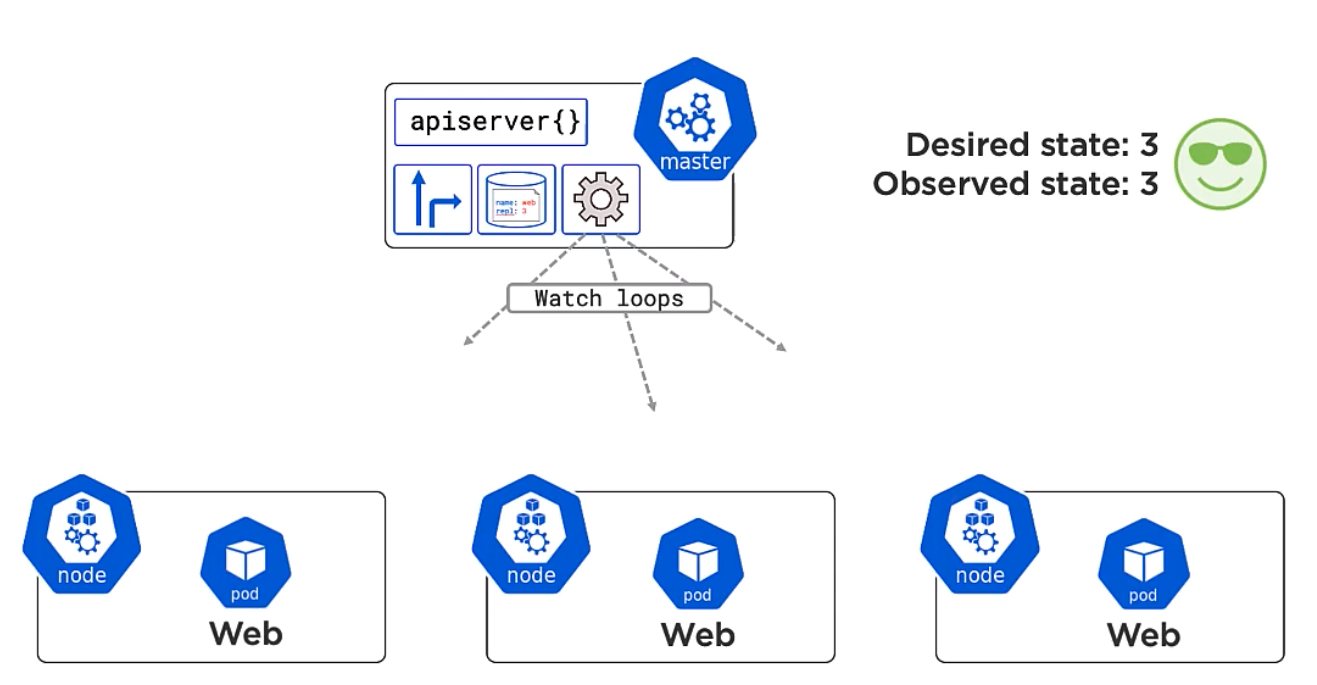 apiserver{}
master
name: web
repl: 3
Desired state: 3
Observed state: 3
Watch loops
node
pod
Web
node
pod
Web
node
pod
Web